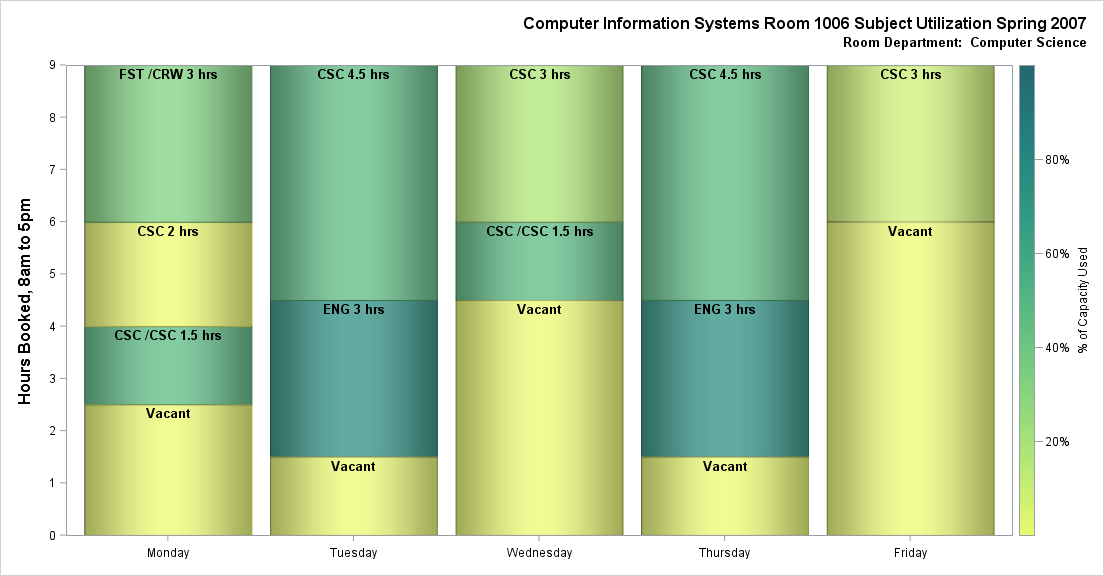 Computer Information Systems Room 1006 Subject Utilization Spring 2007
Room Department:  Computer Science
Hours Booked, 8am to 5pm
9
8
7
6
5
4
3
2
1
0
FST /CRW 3 hrs
CSC 2 hrs
CSC /CSC 1.5 hrs
Vacant
CSC 4.5 hrs
ENG 3 hrs
Vacant
CSC 3 hrs
CSC /CSC 1.5 hrs
Vacant
CSC 4.5 hrs
ENG 3 hrs
Vacant
CSC 3 hrs
Vacant
Monday
Tuesday
Wednesday
Thursday
Friday
80%
60%
40%
20%
% of Capacity Used